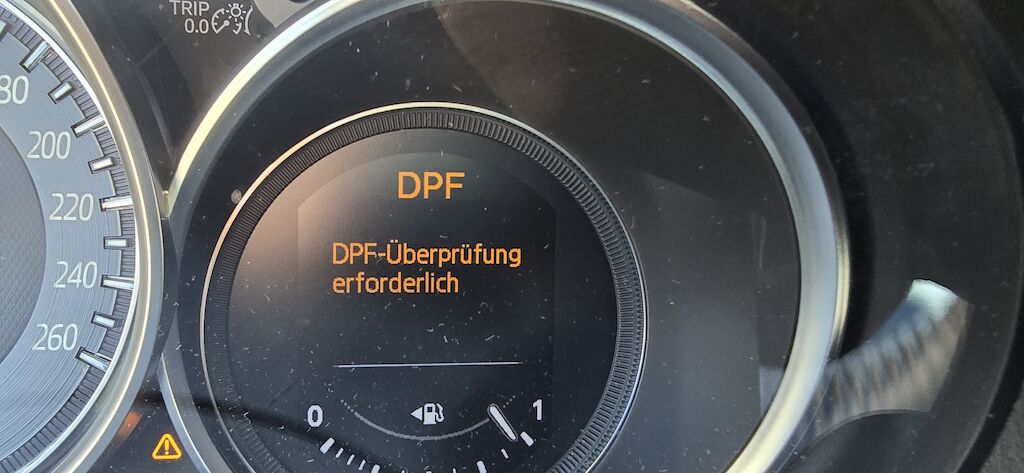 TRIP
0.0
80
200
220
240
260
DPF
DPF-Überprüfung
erforderlich
0
1